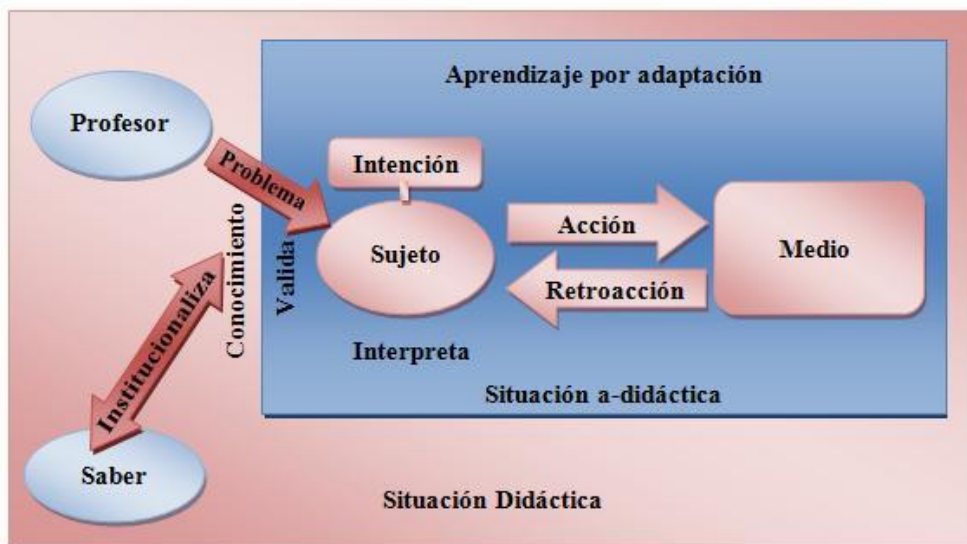 Aprendizaje por adaptación
Profesor
Problema
Intención
Sujeto
Acción
Retroacción
Medio
Conocimiento
Valida
Interpreta
Institucionaliza
Situación a-didáctica
Saber
Situación Didáctica